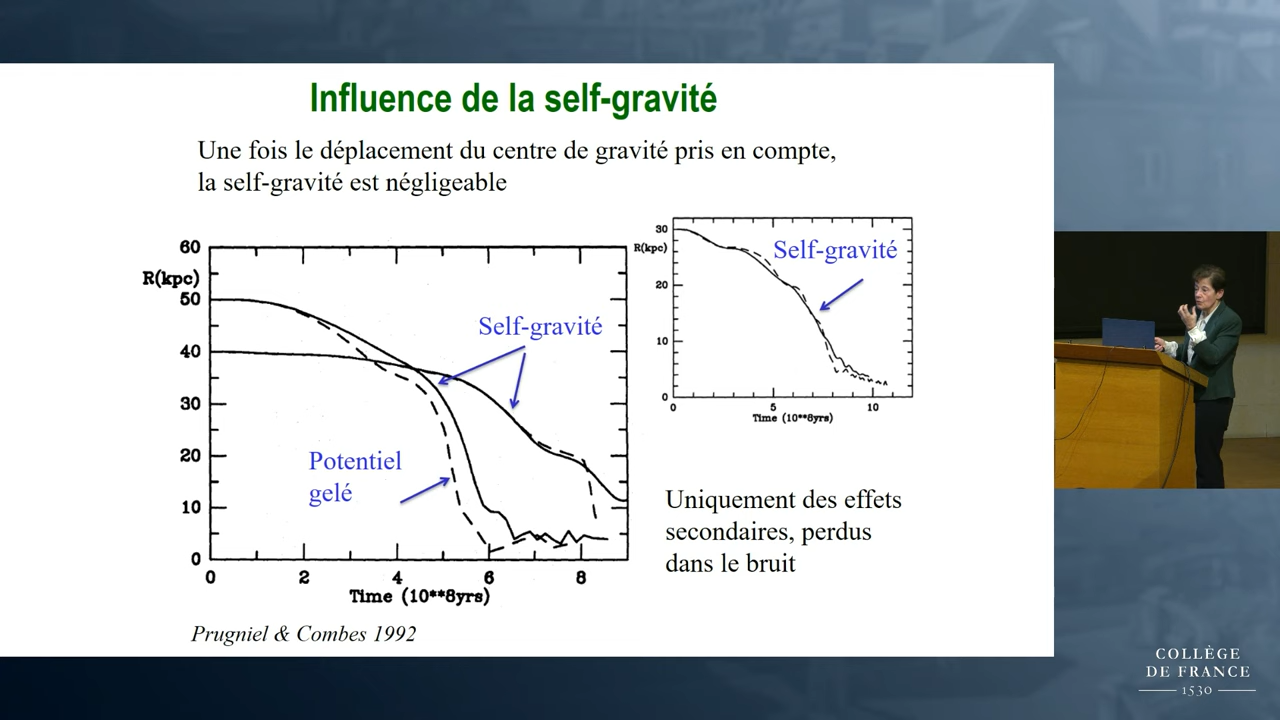 Influence de la self-gravité
Une fois le déplacement du centre de gravité pris en compte,
la self-gravité est négligeable
60
R(kpc)
50
40
30
20
10
0
0 2 4 6 8
Time (10**8yrs)
Self-gravité
Potentiel
gelé
30
R(kpc)
20
10
0
0 5 10
Time (10**8yrs)
Self-gravité
Uniquement des effets
secondaires, perdus
dans le bruit
Prugniel & Combes 1992
COLLÈGE
DE FRANCE
1530